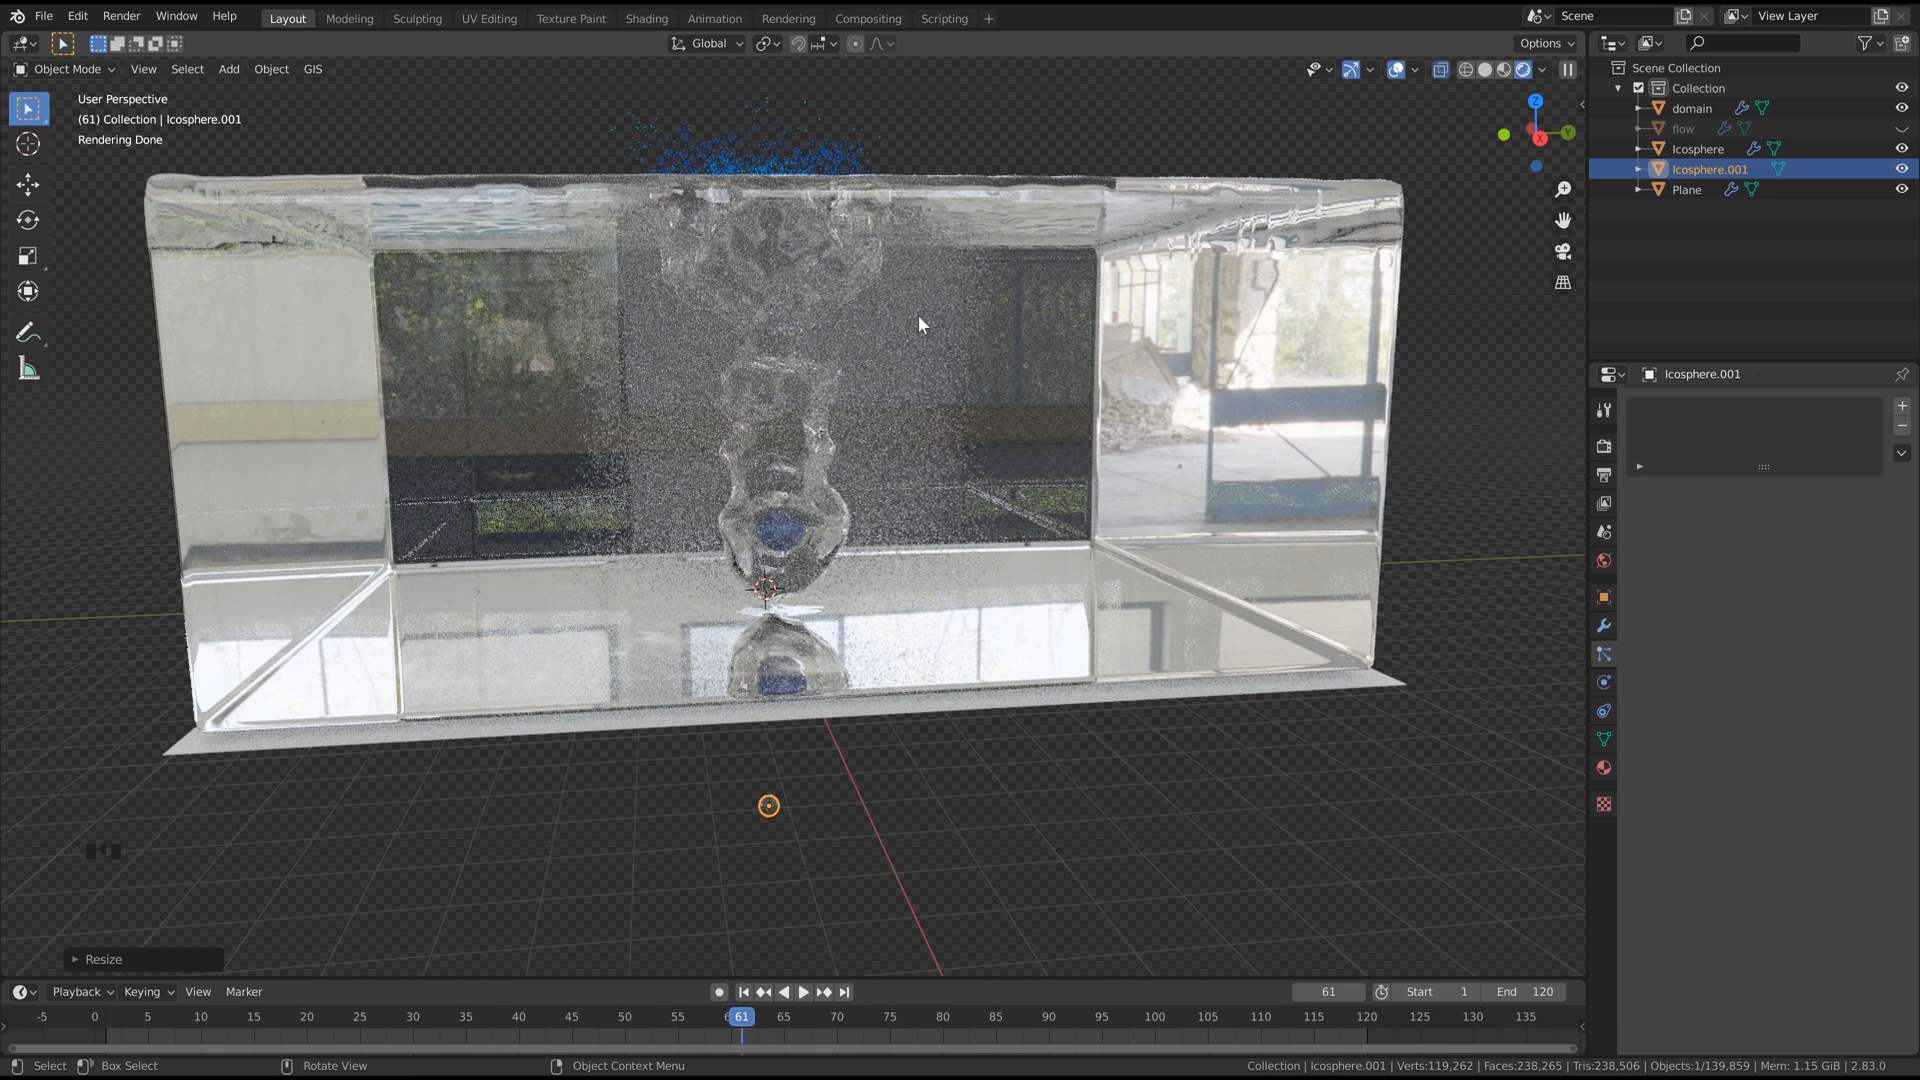 File Edit Render Window Help Layout Modeling Sculpting UV Editing Texture Paint Shading Animation Rendering Compositing Scripting + Scene View Layer
Global Options
Object Mode View Select Add Object GIS
User Perspective
(61) Collection | Icosphere.001
Rendering Done
Z
Y
X
Scene Collection
Collection
domain
flow
Icosphere
Icosphere.001
Plane
Icosphere.001
Resize
Playback Keying View Marker 61 Start 1 End 120
-5 0 5 10 15 20 25 30 35 40 45 50 55 61 65 70 75 80 85 90 95 100 105 110 115 120 125 130 135
Select Box Select Rotate View Object Context Menu Collection | Icosphere.001 | Verts:119,262 | Faces:238,265 | Tris:238,506 | Objects:1/139,859 | Mem: 1.15 GiB | 2.83.0